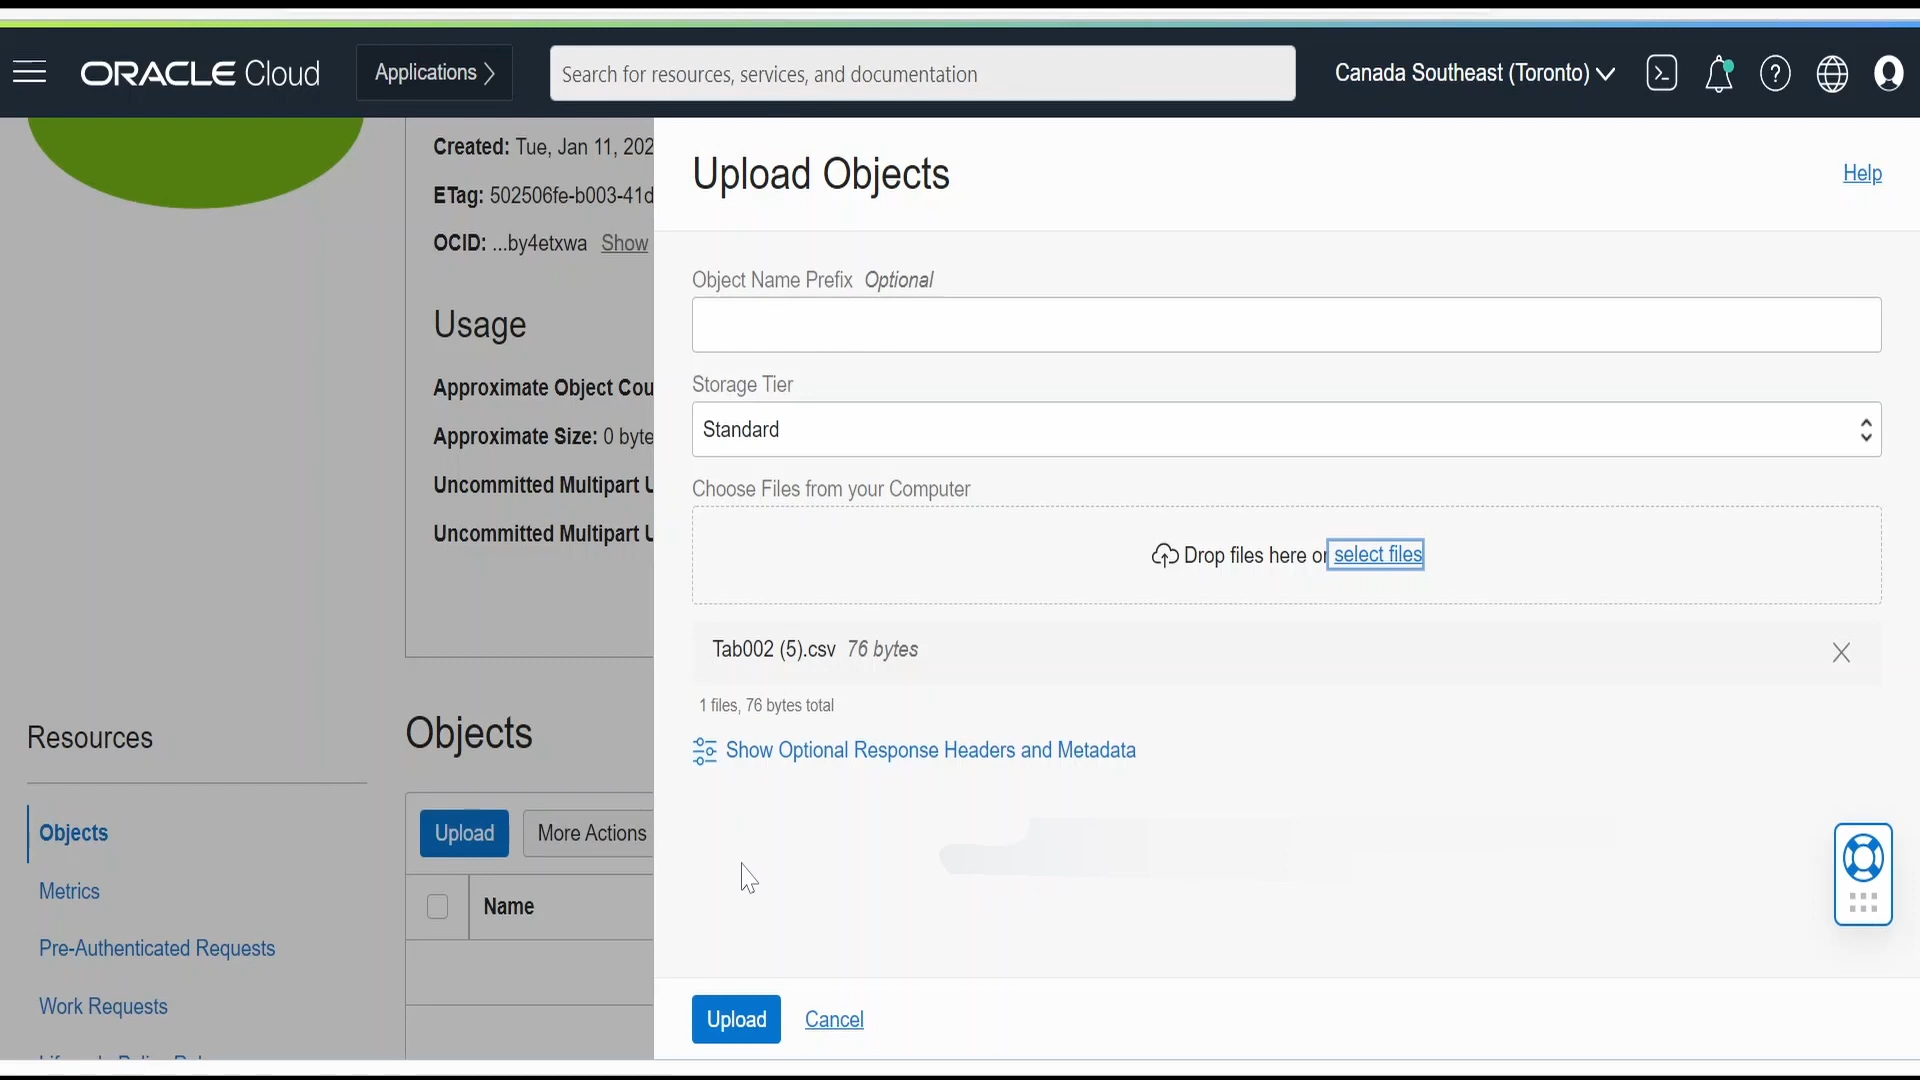 ORACLE Cloud
Applications
Search for resources, services, and documentation
Canada Southeast (Toronto)
Created: Tue, Jan 11, 202
ETag: 502506fe-b003-41d
OCID: ...by4etxwa Show
Usage
Approximate Object Cou
Approximate Size: 0 byte
Uncommitted Multipart U
Uncommitted Multipart U
Resources
Objects
Metrics
Pre-Authenticated Requests
Work Requests
Objects
Upload
More Actions
Name
Upload Objects
Help
Object Name Prefix Optional
Storage Tier
Standard
Choose Files from your Computer
Drop files here or select files
Tab002 (5).csv 76 bytes
1 files, 76 bytes total
Show Optional Response Headers and Metadata
Upload
Cancel